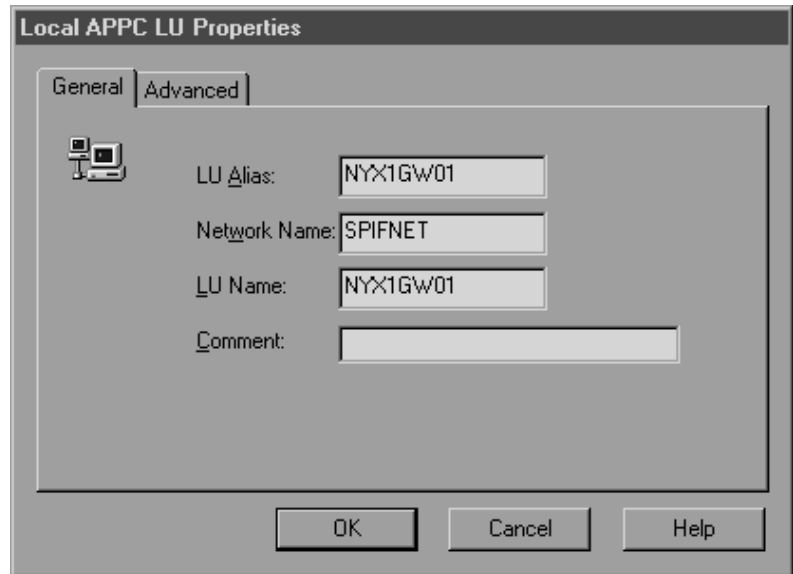 Local APPC LU Properties
General Advanced
LU Alias: NYX1GW01
Network Name: SPIFNET
LU Name: NYX1GW01
Comment:
OK Cancel Help